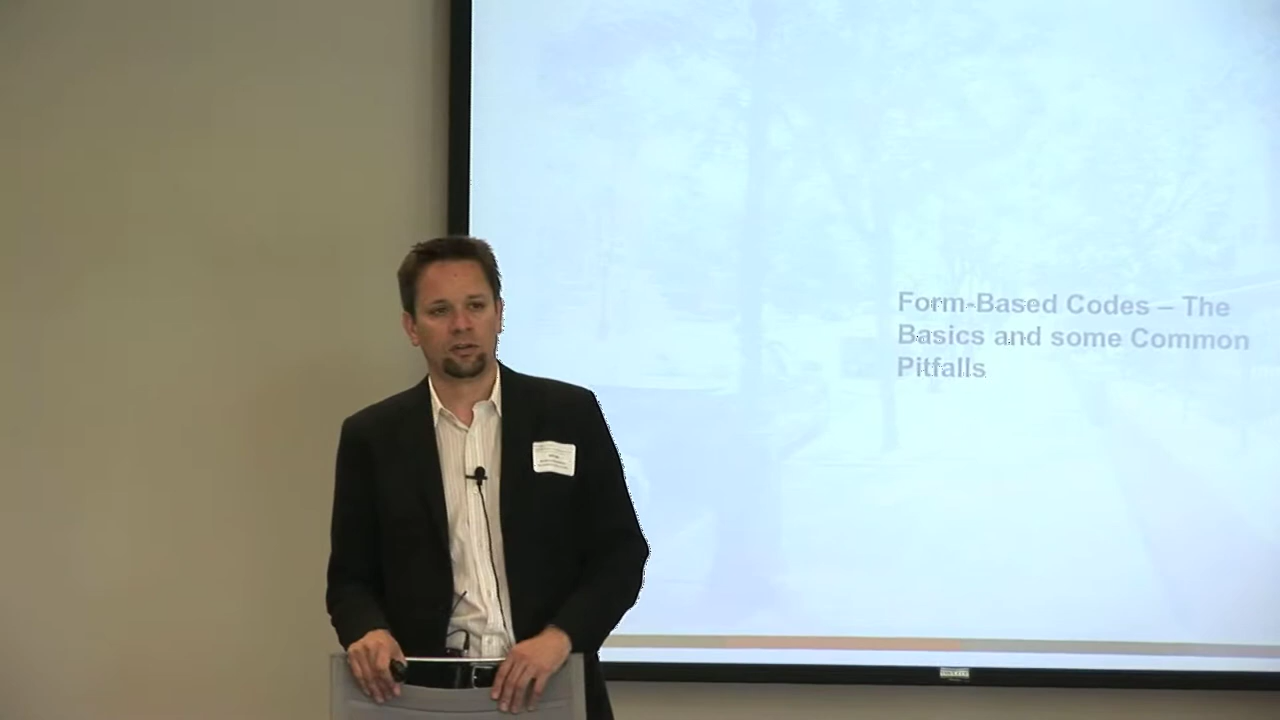 Form-Based Codes – The
Basics and some Common
Pitfalls